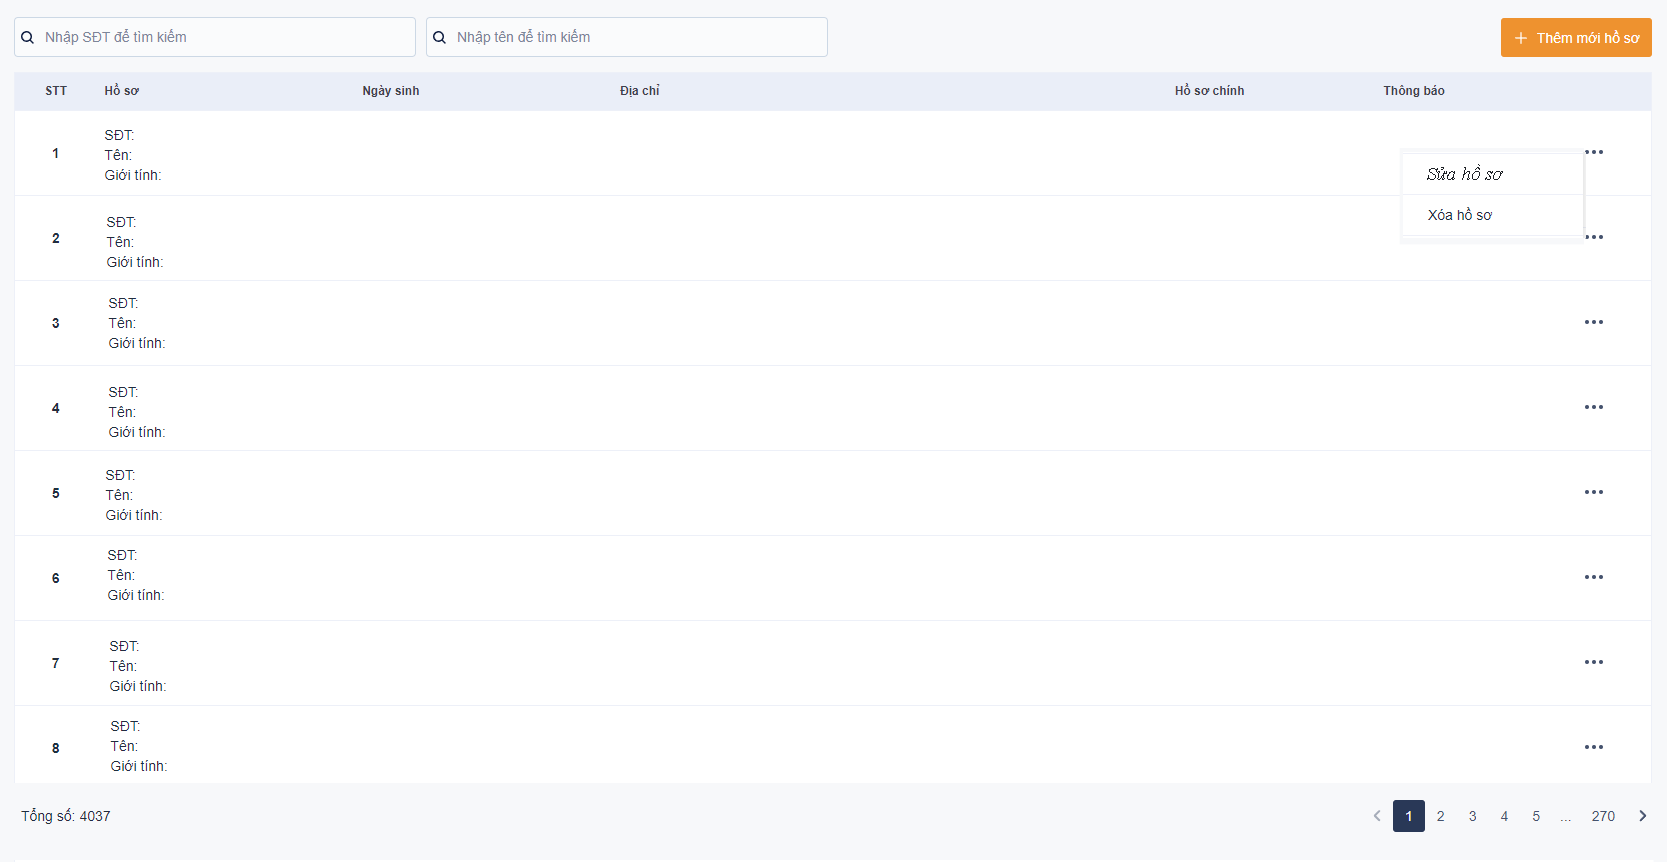 Nhập SĐT để tìm kiếm
Nhập tên để tìm kiếm
Thêm mới hồ sơ
STT Hồ sơ Ngày sinh Địa chỉ Hồ sơ chính Thông báo
1
SĐT:
Tên:
Giới tính:
Sửa hồ sơ
Xóa hồ sơ
2
SĐT:
Tên:
Giới tính:
3
SĐT:
Tên:
Giới tính:
4
SĐT:
Tên:
Giới tính:
5
SĐT:
Tên:
Giới tính:
6
SĐT:
Tên:
Giới tính:
7
SĐT:
Tên:
Giới tính:
8
SĐT:
Tên:
Giới tính:
Tổng số: 4037
1 2 3 4 5 ... 270